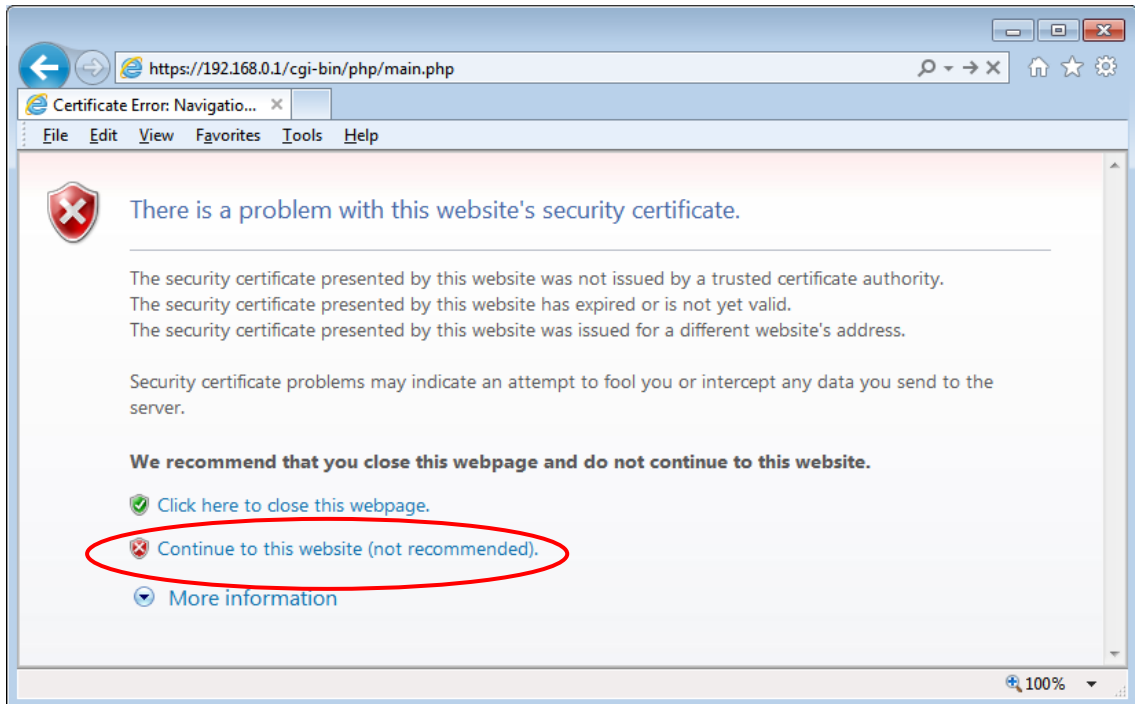 https://192.168.0.1/cgi-bin/php/main.php
Certificate Error: Navigatio...
File Edit View Favorites Tools Help
There is a problem with this website's security certificate.
The security certificate presented by this website was not issued by a trusted certificate authority.
The security certificate presented by this website has expired or is not yet valid.
The security certificate presented by this website was issued for a different website's address.
Security certificate problems may indicate an attempt to fool you or intercept any data you send to the
server.
We recommend that you close this webpage and do not continue to this website.
Click here to close this webpage.
Continue to this website (not recommended).
More information
100%